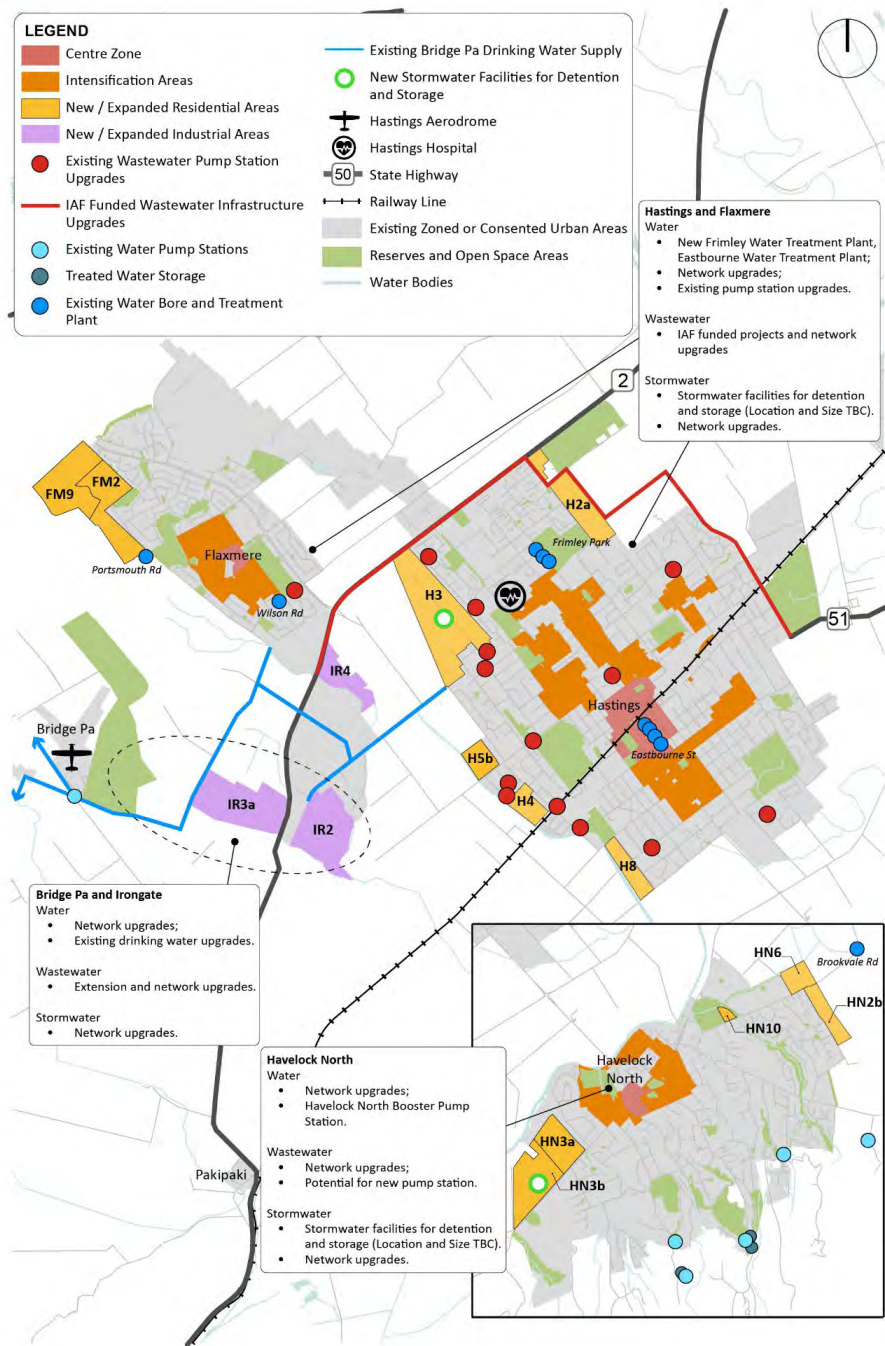 LEGEND
Centre Zone
Intensification Areas
New / Expanded Residential Areas
New / Expanded Industrial Areas
Existing Wastewater Pump Station
Upgrades
IAF Funded Wastewater Infrastructure
Upgrades
Existing Water Pump Stations
Treated Water Storage
Existing Water Bore and Treatment
Plant
Existing Bridge Pa Drinking Water Supply
New Stormwater Facilities for Detention
and Storage
Hastings Aerodrome
Hastings Hospital
50 State Highway
Railway Line
Existing Zoned or Consented Urban Areas
Reserves and Open Space Areas
Water Bodies
Hastings and Flaxmere
Water
• New Frimley Water Treatment Plant,
Eastbourne Water Treatment Plant;
• Network upgrades;
• Existing pump station upgrades.
Wastewater
• IAF funded projects and network
upgrades
Stormwater
• Stormwater facilities for detention
and storage (Location and Size TBC).
• Network upgrades.
2
FM2
FM9
Flaxmere
Portsmouth Rd
Wilson Rd
H2a
Frimley Park
H3
51
IR4
Hastings
Eastbourne St
Bridge Pa
H5b
IR3a
H4
IR2
H8
Bridge Pa and Irongate
Water
• Network upgrades;
• Existing drinking water upgrades.
Wastewater
• Extension and network upgrades.
Stormwater
• Network upgrades.
Pakipaki
Havelock North
Water
• Network upgrades;
• Havelock North Booster Pump
Station.
Wastewater
• Network upgrades;
• Potential for new pump station.
Stormwater
• Stormwater facilities for detention
and storage (Location and Size TBC).
• Network upgrades.
Brookvale Rd
HN6
HN2b
HN10
Havelock
North
HN3a
HN3b